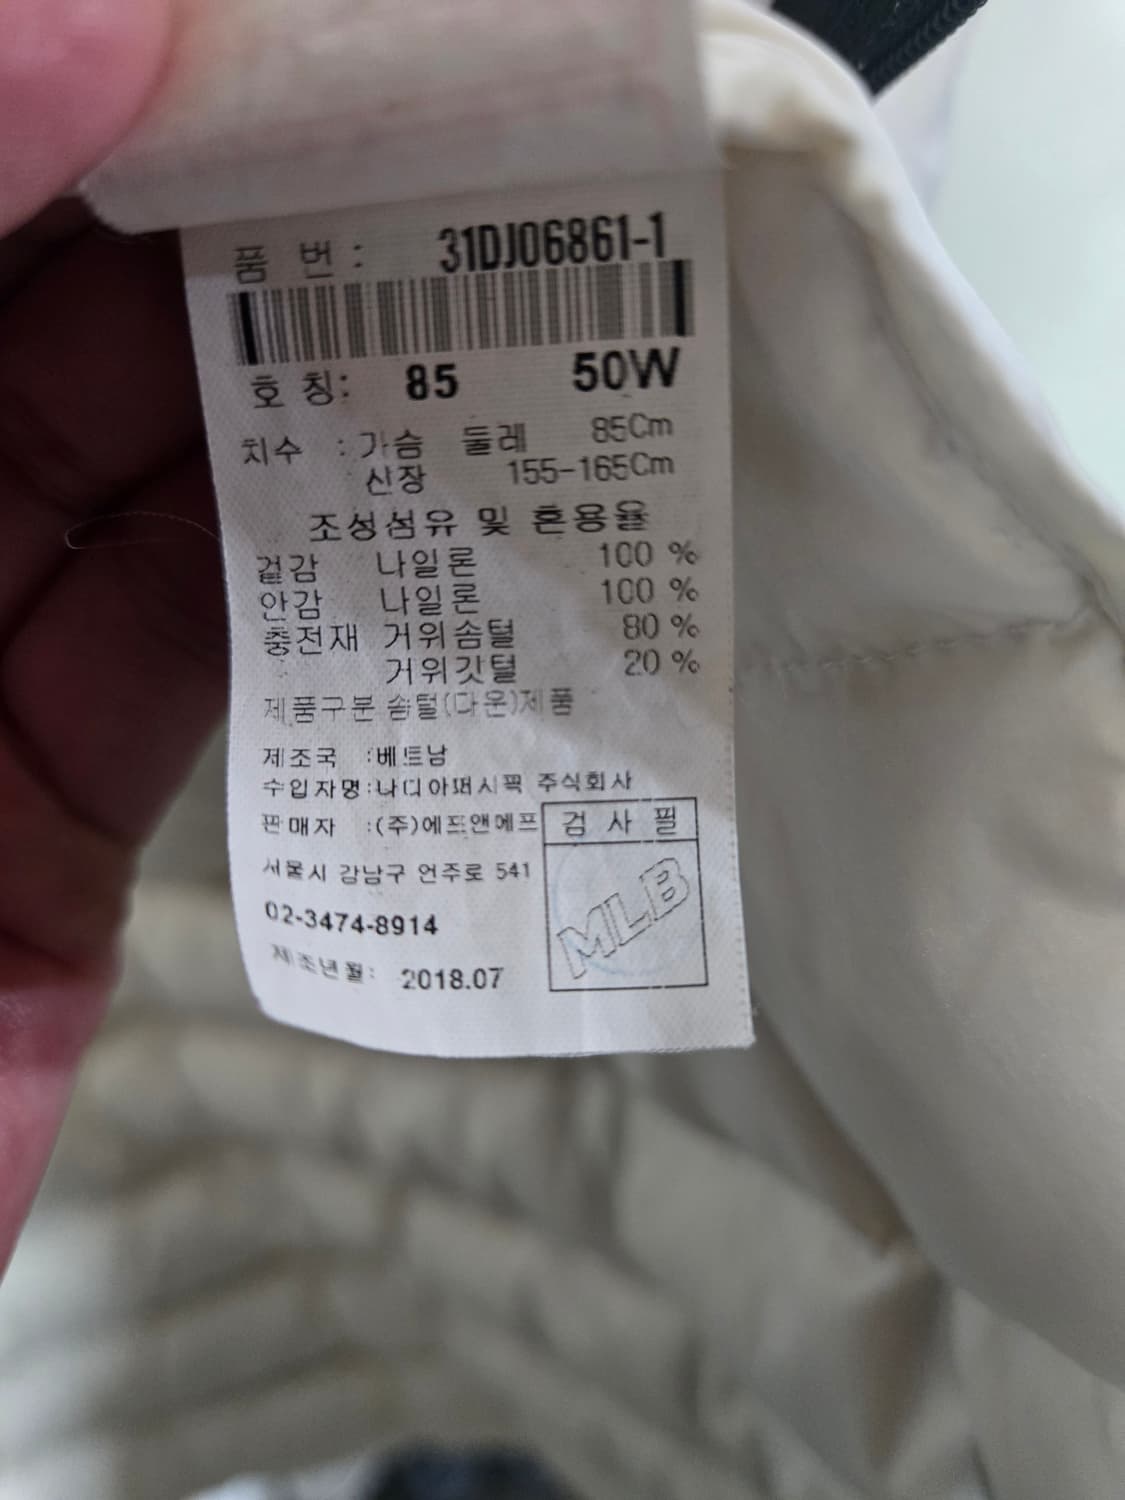 품 번 : 31DJ06861-1
호 칭: 85 50W
치수 : 가슴 둘레 85Cm
신장 155-165Cm
조성섬유 및 혼용율
겉감 나일론 100 %
안감 나일론 100 %
충전재 거위솜털 80 %
거위깃털 20 %
제품구분 솜털(다운)제품
제조국 :베트남
수입자명:나디아퍼시픽 주식회사
판매자 :(주)에프앤에프
검 사 필
MLB
서울시 강남구 언주로 541
02-3474-8914
제조년월: 2018.07